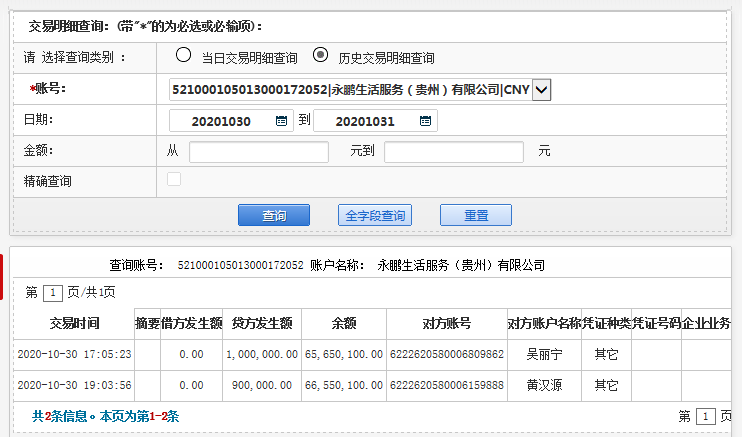 交易明细查询：(带"*"的为必选或必输项)：
请 选择查询类别 ： 当日交易明细查询 历史交易明细查询
*账号： 521000105013000172052|永鹏生活服务（贵州）有限公司|CNY
日期： 20201030 到 20201031
金额： 从 元到 元
精确查询
查询 全字段查询 重置
查询账号： 521000105013000172052 账户名称： 永鹏生活服务（贵州）有限公司
第 1 页/共1页
交易时间 摘要 借方发生额 贷方发生额 余额 对方账号 对方账户名称 凭证种类 凭证号码 企业业务
2020-10-30 17:05:23 0.00 1,000,000.00 65,650,100.00 6222620580006809862 吴丽宁 其它
2020-10-30 19:03:56 0.00 900,000.00 66,550,100.00 6222620580006159888 黄汉源 其它
共2条信息。本页为第1-2条 第 1 页